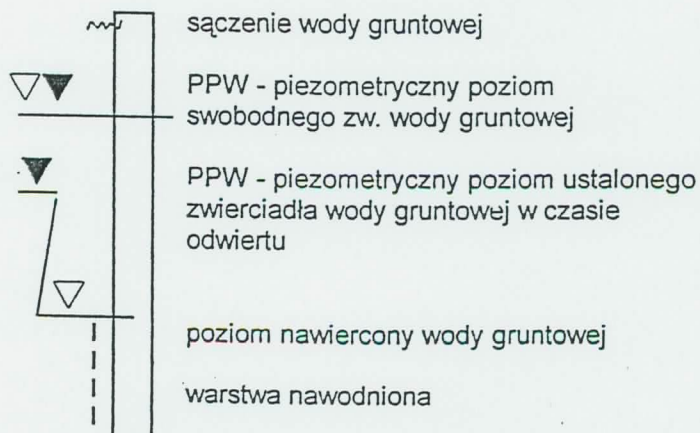 sączenie wody gruntowej
PPW - piezometryczny poziom
swobodnego zw. wody gruntowej
PPW - piezometryczny poziom ustalonego
zwierciadła wody gruntowej w czasie
odwiertu
poziom nawiercony wody gruntowej
warstwa nawodniona